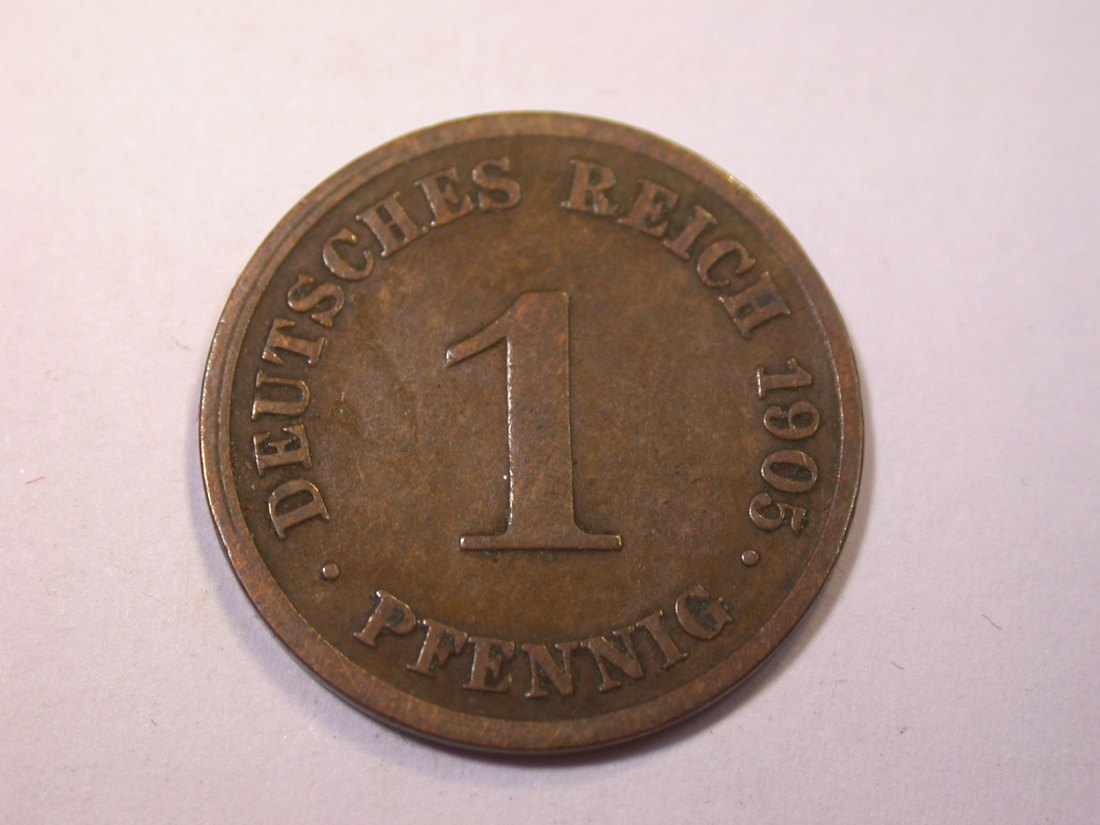 DEUTSCHES REICH 1905
1
· PFENNIG ·